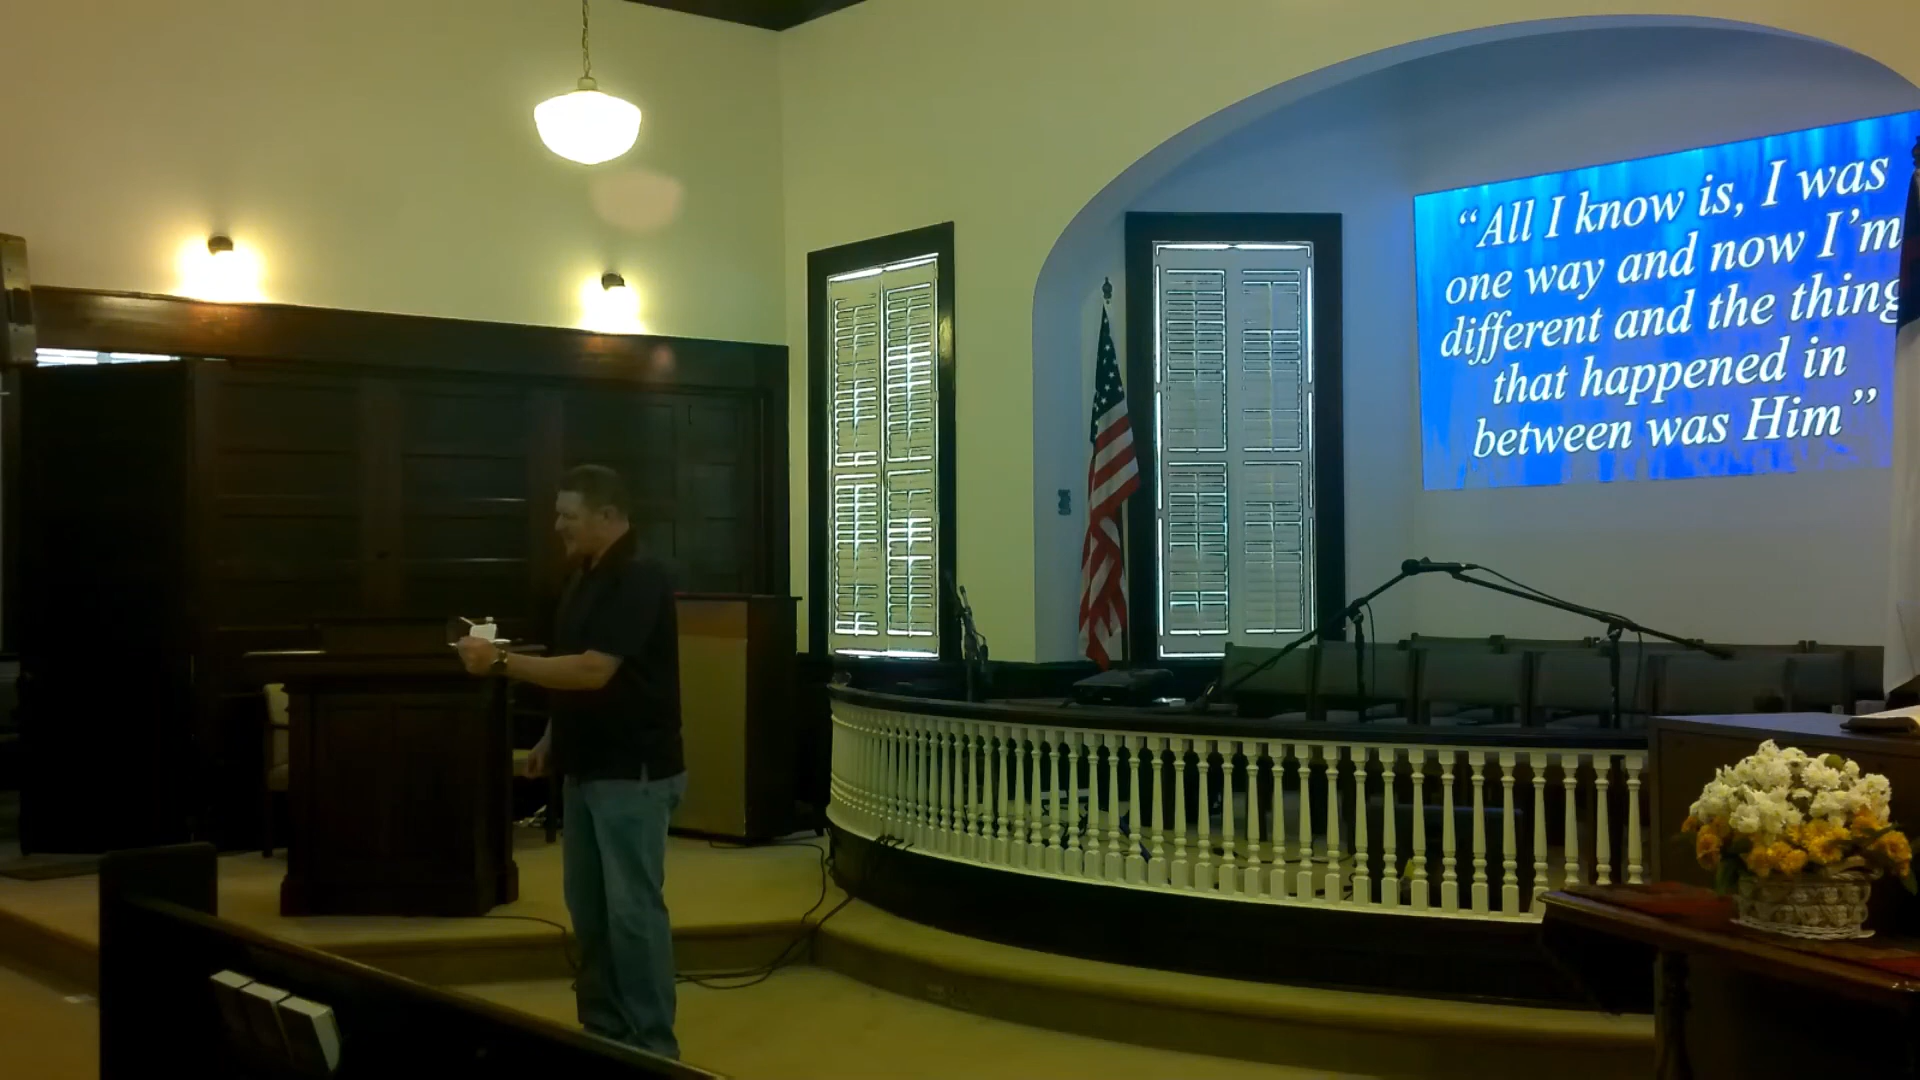 “All I know is, I was
one way and now I’m
different and the thing
that happened in
between was Him”